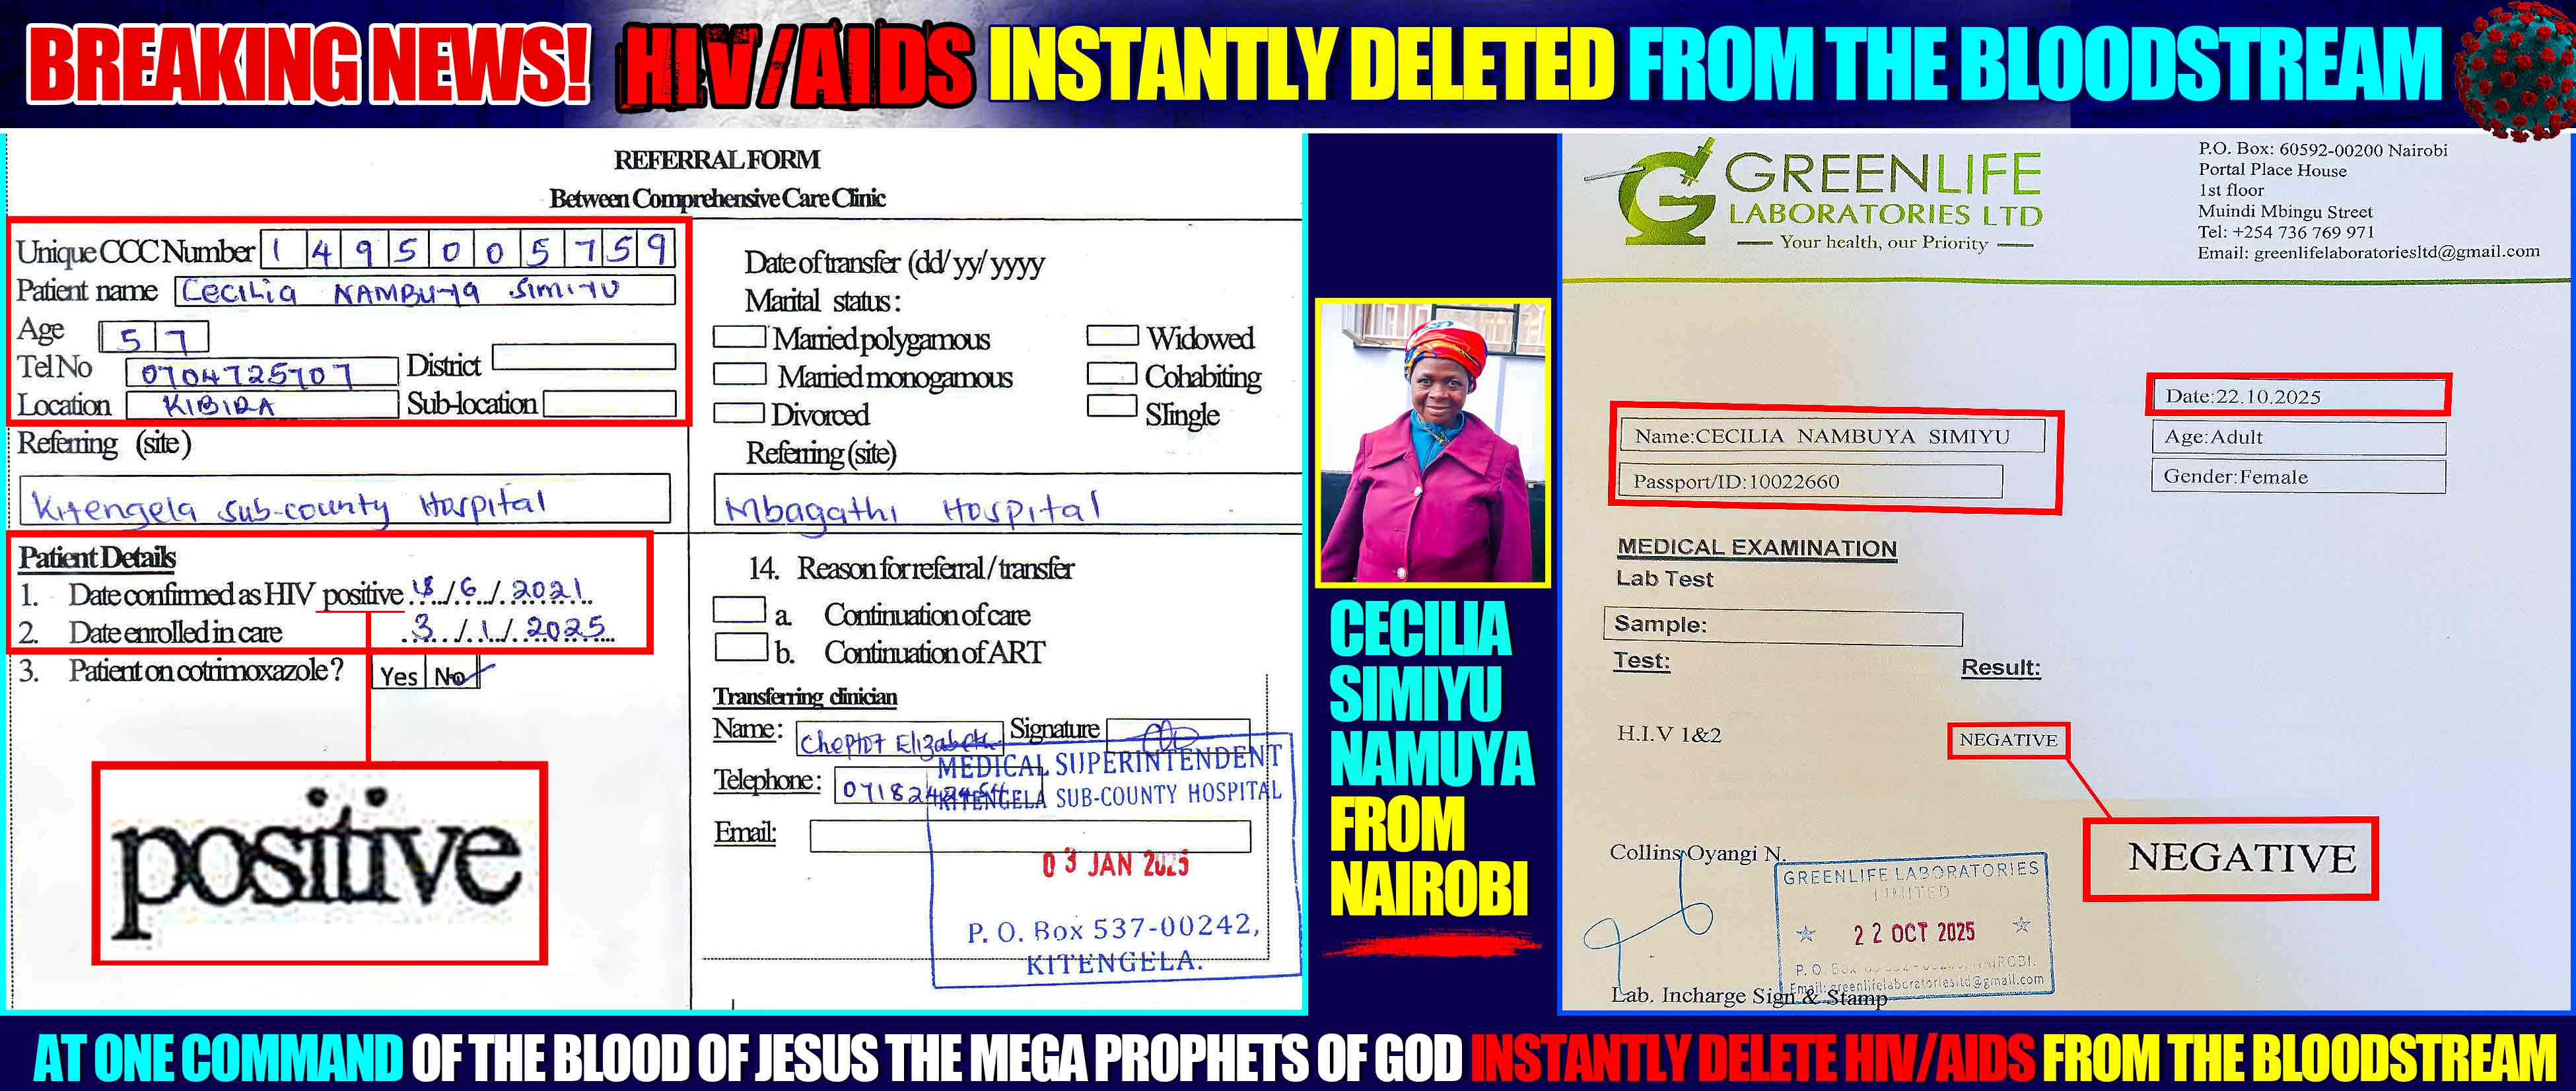 BREAKING NEWS! HIV/AIDS INSTANTLY DELETED FROM THE BLOODSTREAM
REFERRAL FORM
Between Comprehensive Care Clinic
Unique CCC Number 1 4 9 5 0 0 5 7 5 9
Patient name Cecilia NAMBUYA SIMIYU
Age 5 7
Tel No 0704725707 District
Location KIBIRA Sub-location
Referring (site)
Kitengela sub-county Hospital
Date of transfer (dd/ yy/ yyyy
Marital status :
Married polygamous Widowed
Married monogamous Cohabiting
Divorced Slingle
Referring (site)
Mbagathi Hospital
Patient Details
1. Date confirmed as HIV positive /6/ 2021
2. Date enrolled in care 3/1/ 2025
3. Patient on cotrimoxazole ? Yes No
positive
14. Reason for referral / transfer
a. Continuation of care
b. Continuation of ART
Transferring clinician
Name: Cheptot Elizabeth Signature
Telephone:
Email:
MEDICAL SUPERINTENDENT
KITENGELA SUB-COUNTY HOSPITAL
03 JAN 2025
P. O. Box 537-00242,
KITENGELA.
CECILIA
SIMIYU
NAMUYA
FROM
NAIROBI
GREENLIFE
LABORATORIES LTD
Your health, our Priority
P.O. Box: 60592-00200 Nairobi
Portal Place House
1st floor
Muindi Mbingu Street
Tel: +254 736 769 971
Email: greenlifelaboratoriesltd@gmail.com
Date:22.10.2025
Name:CECILIA NAMBUYA SIMIYU
Age:Adult
Passport/ID:10022660
Gender:Female
MEDICAL EXAMINATION
Lab Test
Sample:
Test: Result:
H.I.V 1&2 NEGATIVE
NEGATIVE
Collins Oyangi N.
GREENLIFE LABORATORIES
LIMITED
22 OCT 2025
P. O. Box NAIROBI.
Email: greenlifelaboratoriesltd@gmail.com
Lab. Incharge Sign & Stamp
AT ONE COMMAND OF THE BLOOD OF JESUS THE MEGA PROPHETS OF GOD INSTANTLY DELETE HIV/AIDS FROM THE BLOODSTREAM